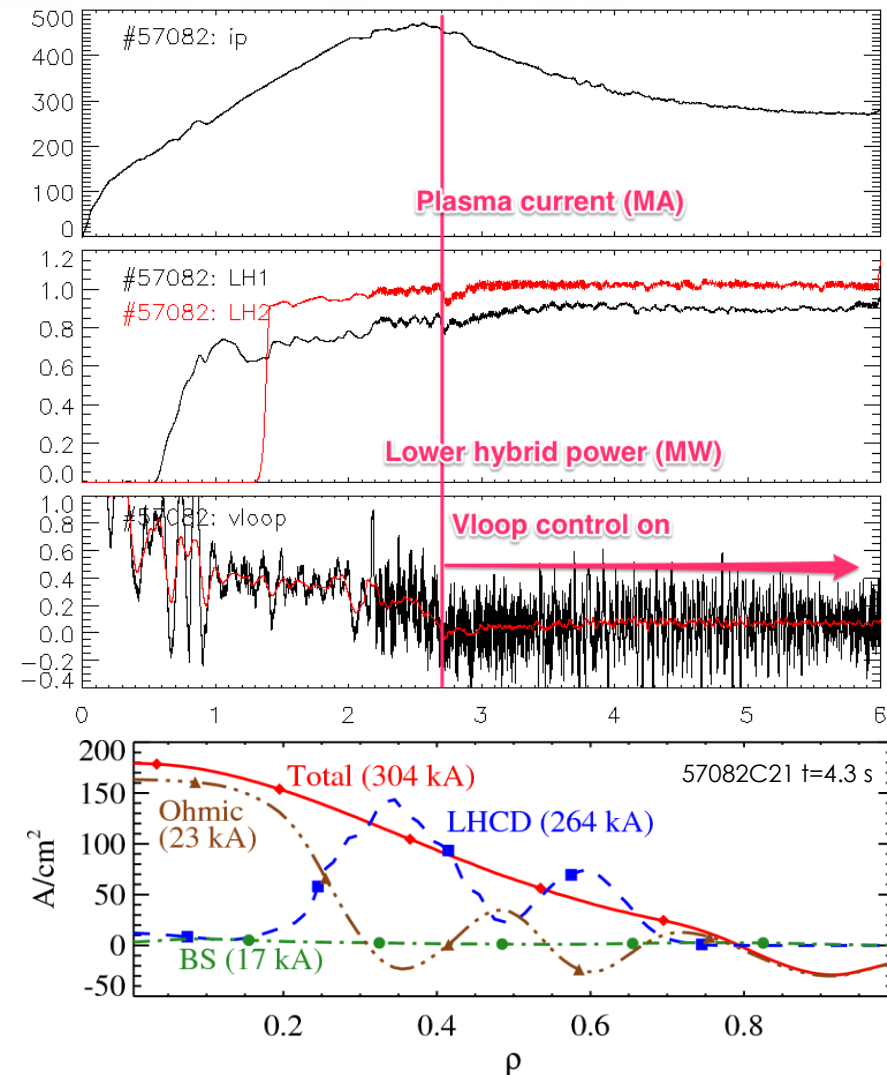 500
#57082: ip
400
300
200
Plasma current (MA)
100
0
1.2
#57082: LH1
1.0
#57082: LH2
0.8
0.6
0.4
Lower hybrid power (MW)
0.2
0.0
1.0
#57082: vloop
Vloop control on
0.8
0.6
0.4
0.2
0.0
−0.2
−0.4
0 1 2 3 4 5 6
200
Total (304 kA)
57082C21 t=4.3 s
150
Ohmic
(23 kA)
LHCD (264 kA)
100
A/cm²
50
0
BS (17 kA)
-50
0.2 0.4 0.6 0.8
ρ